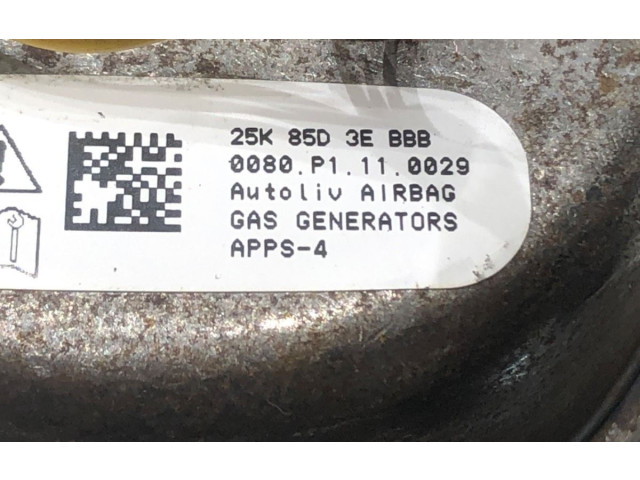 25K 85D 3E BBB
0080.P1.11.0029
Autoliv AIRBAG
GAS GENERATORS
APPS-4